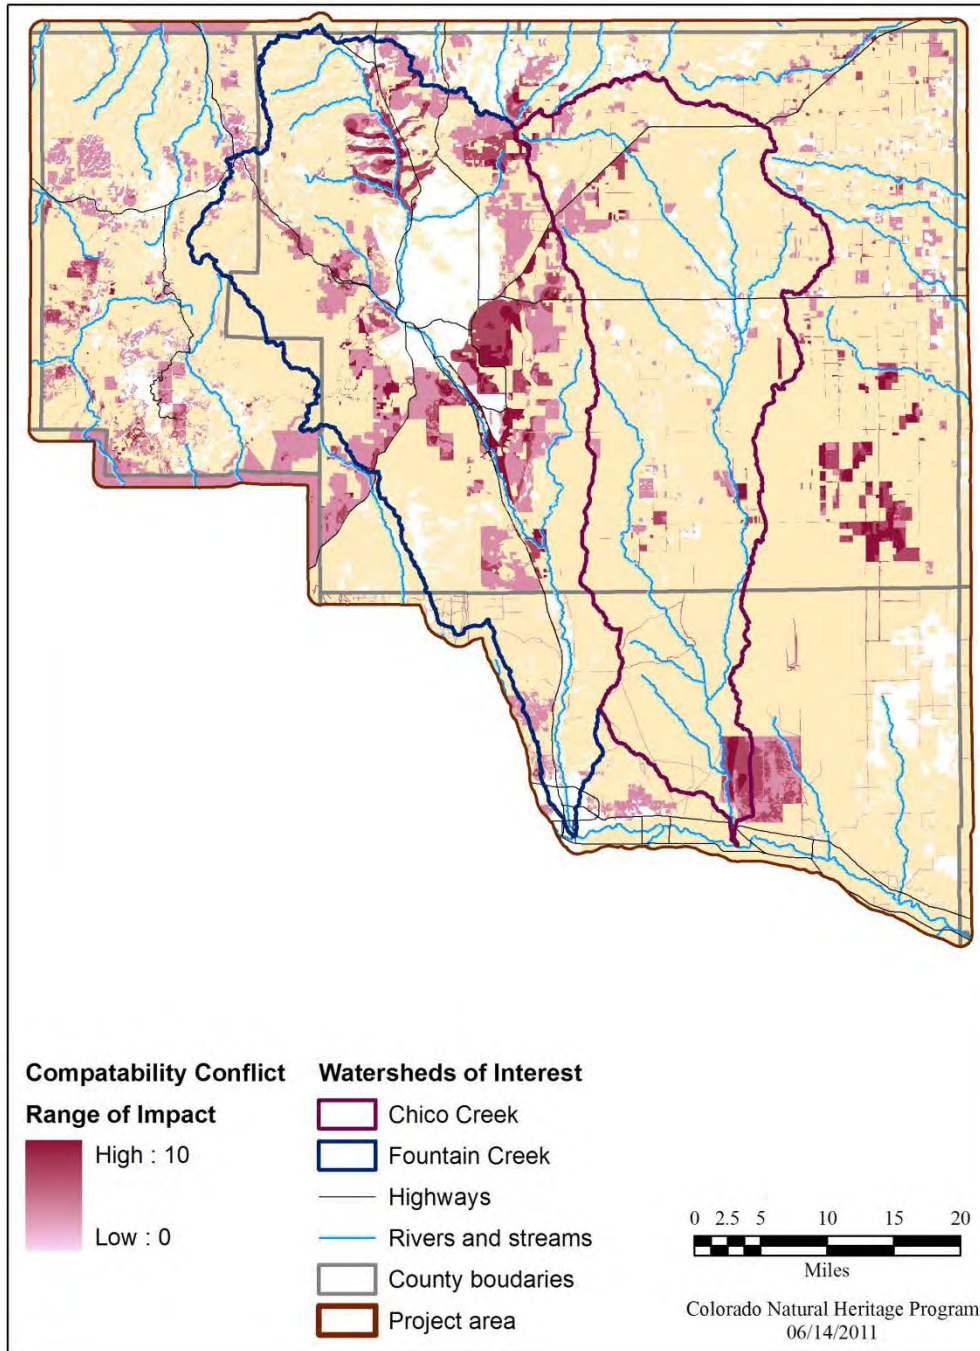 Compatability Conflict
Range of Impact
High : 10
Low : 0
Watersheds of Interest
Chico Creek
Fountain Creek
Highways
Rivers and streams
County boudaries
Project area
0 2.5 5 10 15 20
Miles
Colorado Natural Heritage Program
06/14/2011